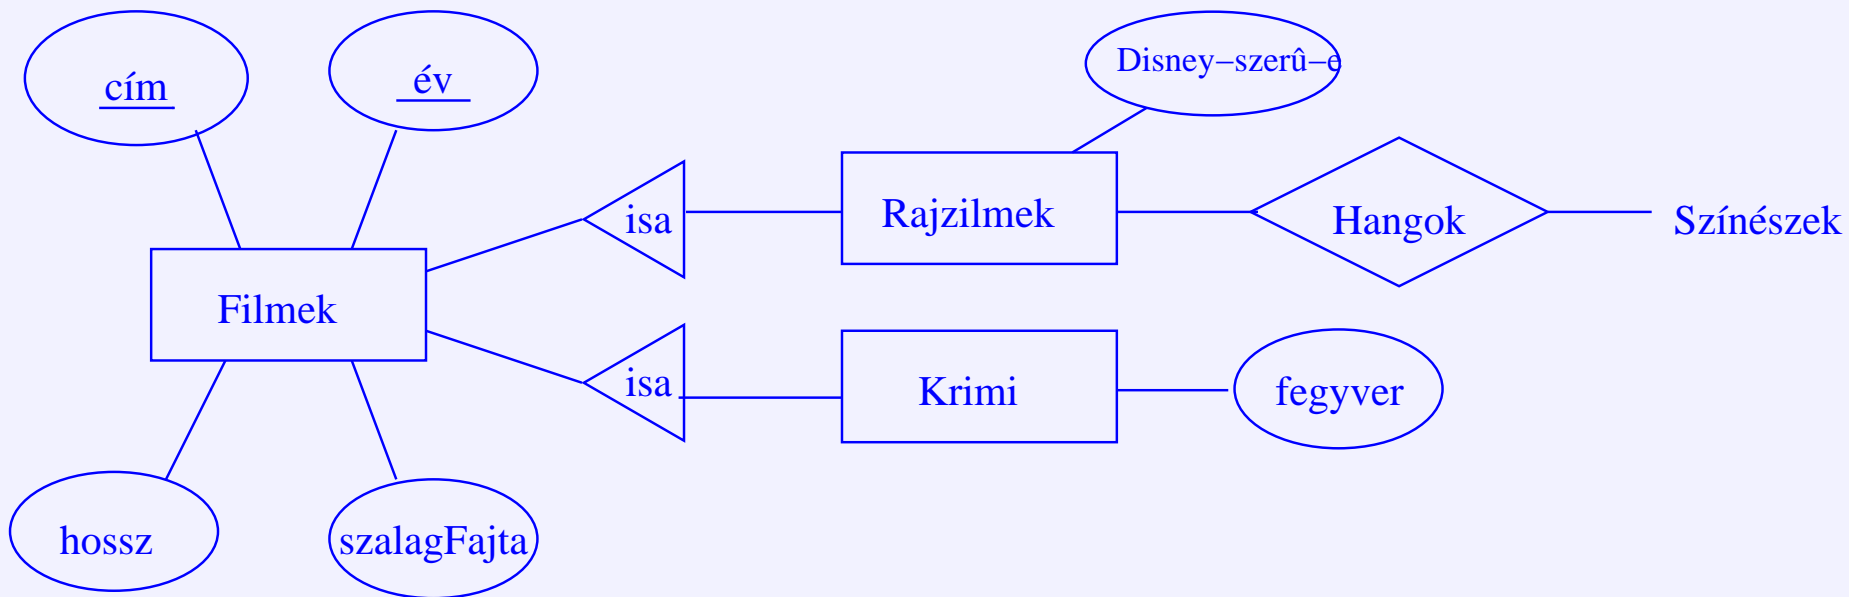 cím
év
Disney–szerû–e
isa
Rajzilmek
Hangok
Színészek
Filmek
isa
Krimi
fegyver
hossz
szalagFajta